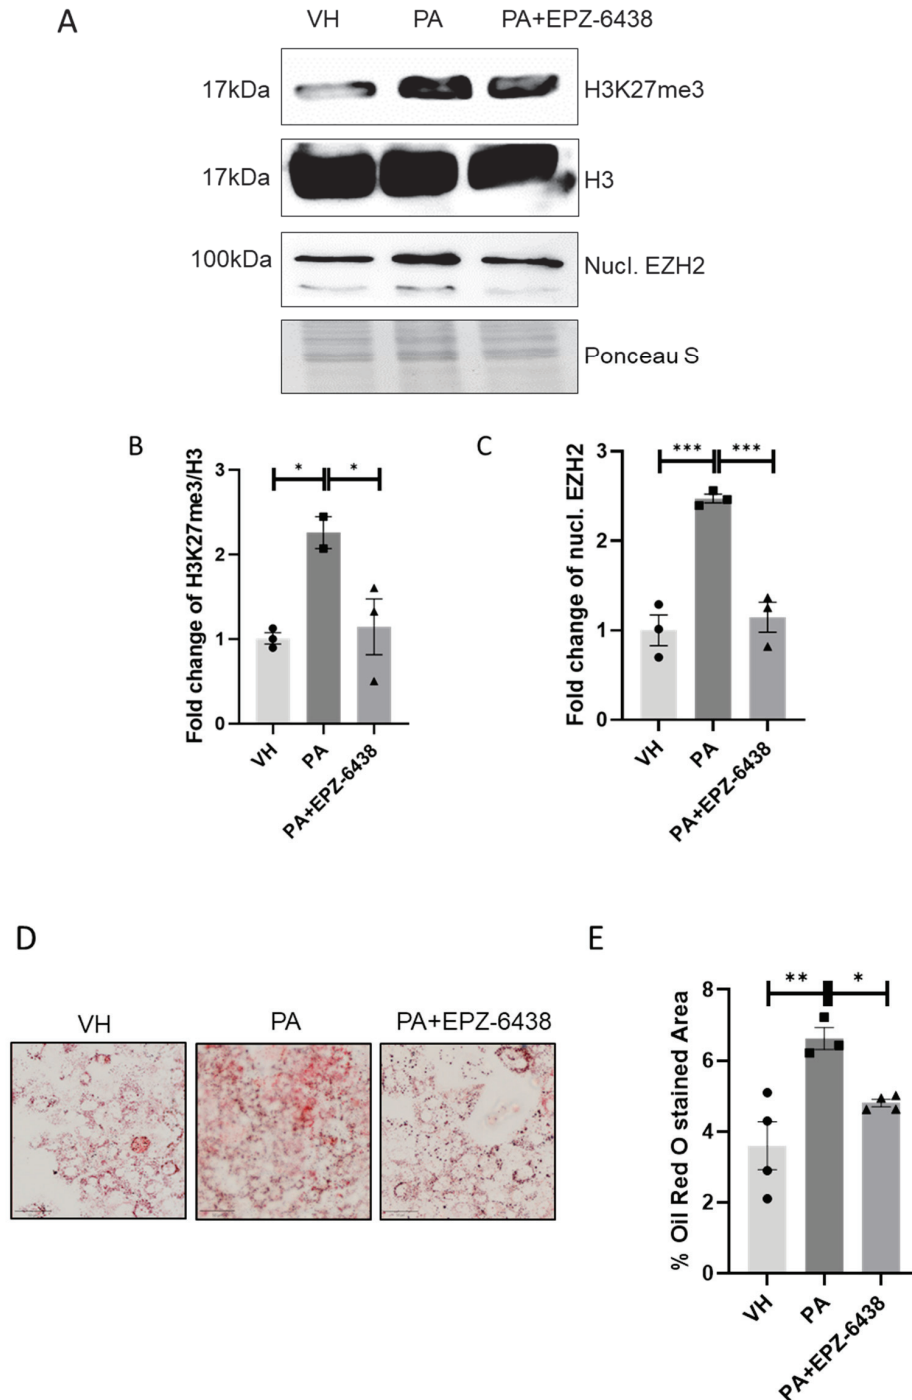 A
VH PA PA+EPZ-6438
17kDa H3K27me3
17kDa H3
100kDa Nucl. EZH2
Ponceau S
B
Fold change of H3K27me3/H3
3
2
1
0
* *
VH PA PA+EPZ-6438
C
Fold change of nucl. EZH2
3
2
1
0
*** ***
VH PA PA+EPZ-6438
D
VH PA PA+EPZ-6438
E
% Oil Red O stained Area
8
6
4
2
0
** *
VH PA PA+EPZ-6438